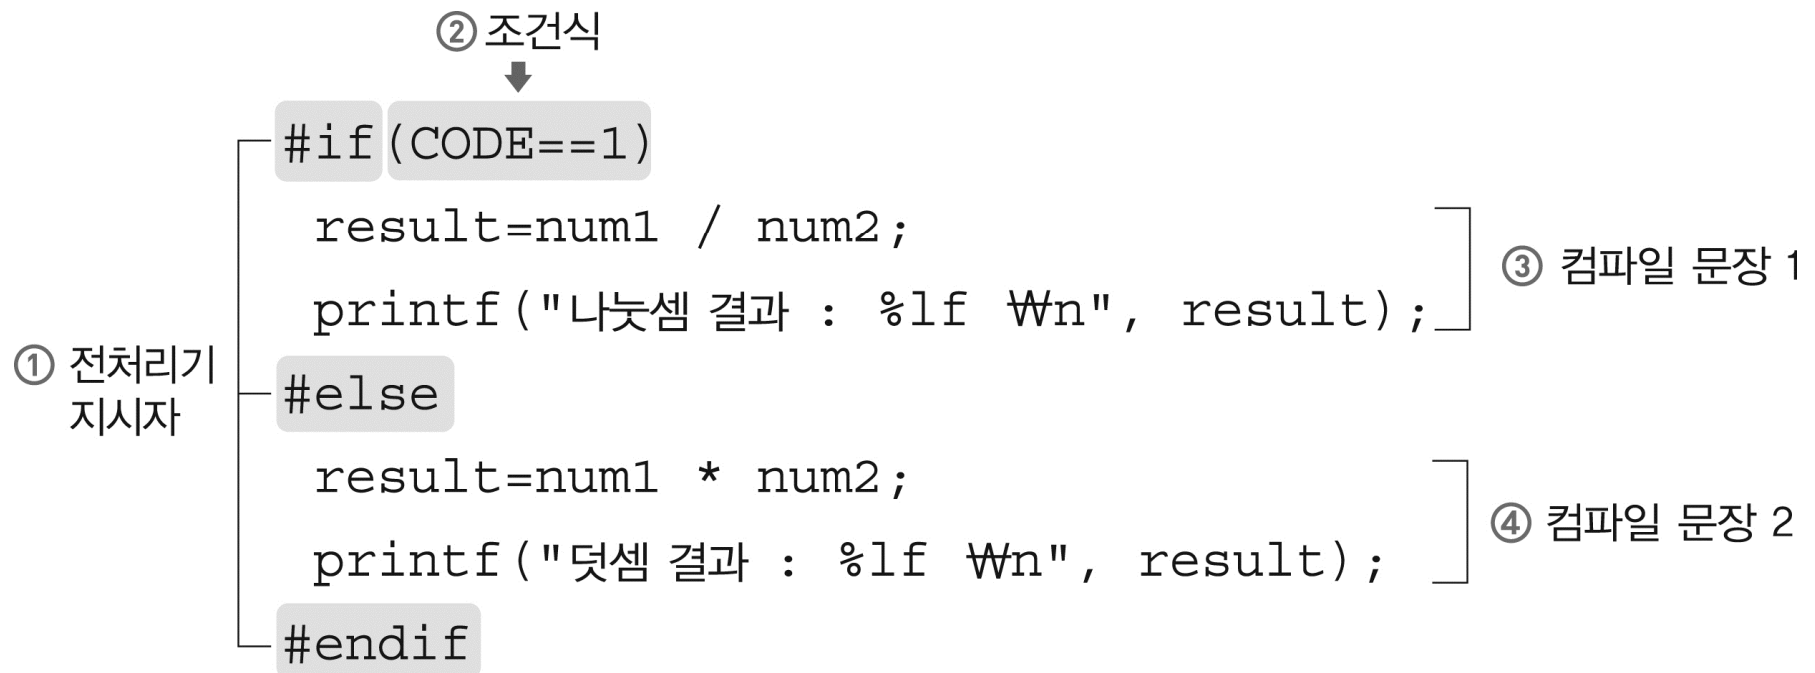 ② 조건식
#if(CODE==1)
result=num1 / num2;
printf("나눗셈 결과 : %lf ₩n", result);
③ 컴파일 문장 1
① 전처리기
지시자
#else
result=num1 * num2;
printf("덧셈 결과 : %lf ₩n", result);
④ 컴파일 문장 2
#endif